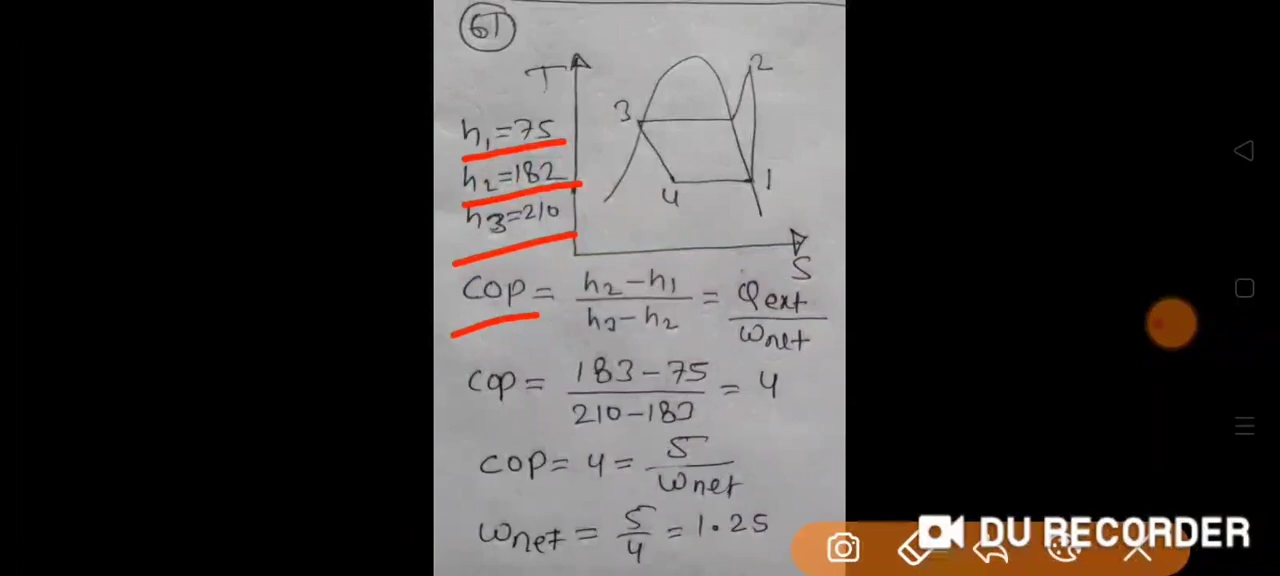 67
T
2
3
h₁=75
h₂=182
1
4
h3=210
S
COP = h₂-h₁ / h3-h₂ = Qext / Wnet
COP = 183-75 / 210-183 = 4
COP = 4 = 5 / Wnet
Wnet = 5/4 = 1.25
DU RECORDER